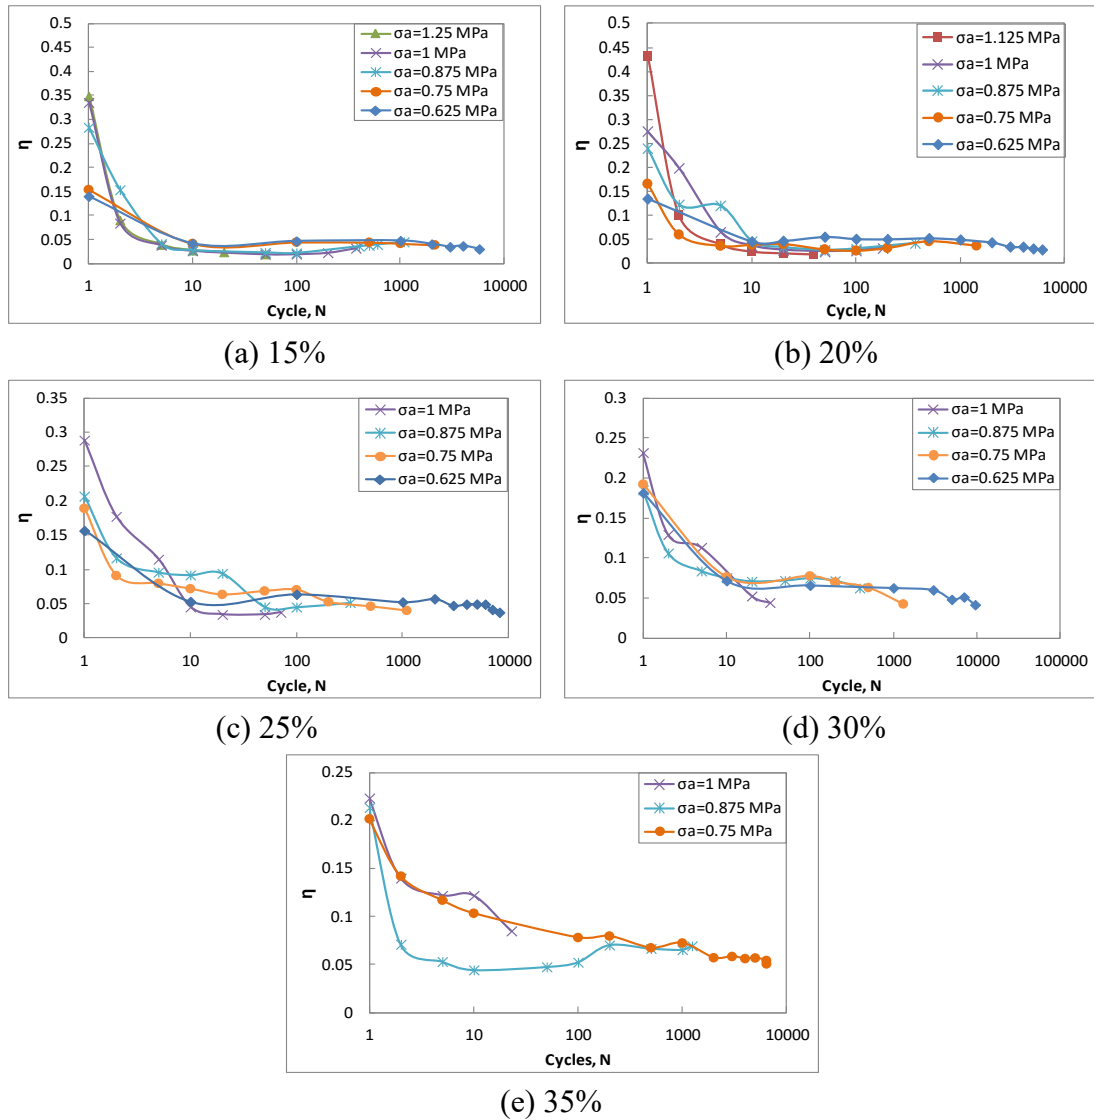 0.5
0.45
0.4
0.35
0.3
0.25
0.2
0.15
0.1
0.05
0
η
1 10 100 1000 10000
Cycle, N
σa=1.25 MPa
σa=1 MPa
σa=0.875 MPa
σa=0.75 MPa
σa=0.625 MPa
(a) 15%
0.5
0.45
0.4
0.35
0.3
0.25
0.2
0.15
0.1
0.05
0
η
1 10 100 1000 10000
Cycle, N
σa=1.125 MPa
σa=1 MPa
σa=0.875 MPa
σa=0.75 MPa
σa=0.625 MPa
(b) 20%
0.35
0.3
0.25
0.2
0.15
0.1
0.05
0
η
1 10 100 1000 10000
Cycle, N
σa=1 MPa
σa=0.875 MPa
σa=0.75 MPa
σa=0.625 MPa
(c) 25%
0.3
0.25
0.2
0.15
0.1
0.05
0
η
1 10 100 1000 10000 100000
Cycle, N
σa=1 MPa
σa=0.875 MPa
σa=0.75 MPa
σa=0.625 MPa
(d) 30%
0.25
0.2
0.15
0.1
0.05
0
η
1 10 100 1000 10000
Cycles, N
σa=1 MPa
σa=0.875 MPa
σa=0.75 MPa
(e) 35%